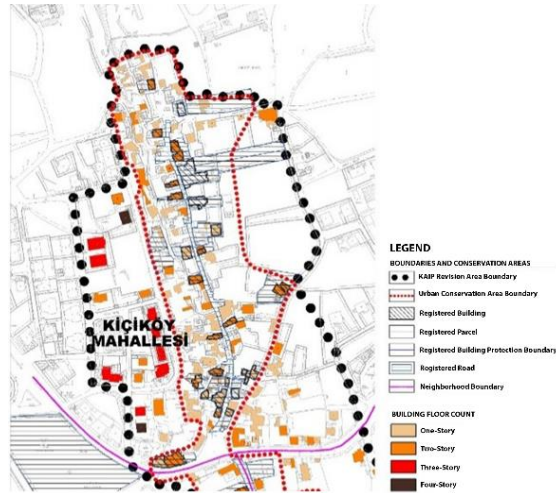 KİÇİKÖY
MAHALLESİ
LEGEND
BOUNDARIES AND CONSERVATION AREAS
KAIP Revision Area Boundary
Urban Conservation Area Boundary
Registered Building
Registered Parcel
Registered Building Protection Boundary
Registered Road
Neighborhood Boundary
BUILDING FLOOR COUNT
One-Story
Two-Story
Three-Story
Four-Story